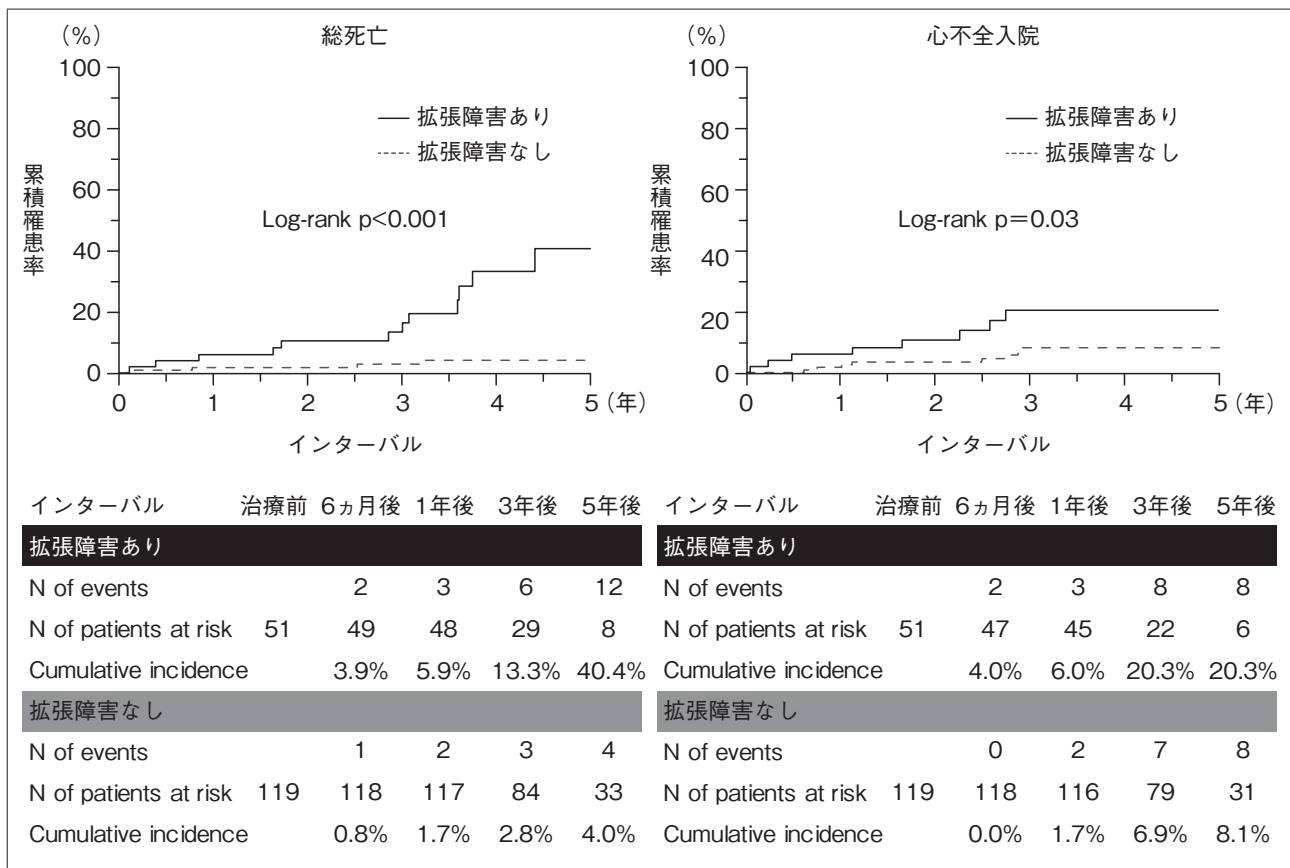 (%)
総死亡
100
80
60
40
20
0
累積罹患率
拡張障害あり
拡張障害なし
Log-rank p<0.001
0 1 2 3 4 5(年)
インターバル
(%)
心不全入院
100
80
60
40
20
0
累積罹患率
拡張障害あり
拡張障害なし
Log-rank p=0.03
0 1 2 3 4 5(年)
インターバル
インターバル 治療前 6ヵ月後 1年後 3年後 5年後
拡張障害あり
N of events 2 3 6 12
N of patients at risk 51 49 48 29 8
Cumulative incidence 3.9% 5.9% 13.3% 40.4%
拡張障害なし
N of events 1 2 3 4
N of patients at risk 119 118 117 84 33
Cumulative incidence 0.8% 1.7% 2.8% 4.0%
インターバル 治療前 6ヵ月後 1年後 3年後 5年後
拡張障害あり
N of events 2 3 8 8
N of patients at risk 51 47 45 22 6
Cumulative incidence 4.0% 6.0% 20.3% 20.3%
拡張障害なし
N of events 0 2 7 8
N of patients at risk 119 118 116 79 31
Cumulative incidence 0.0% 1.7% 6.9% 8.1%